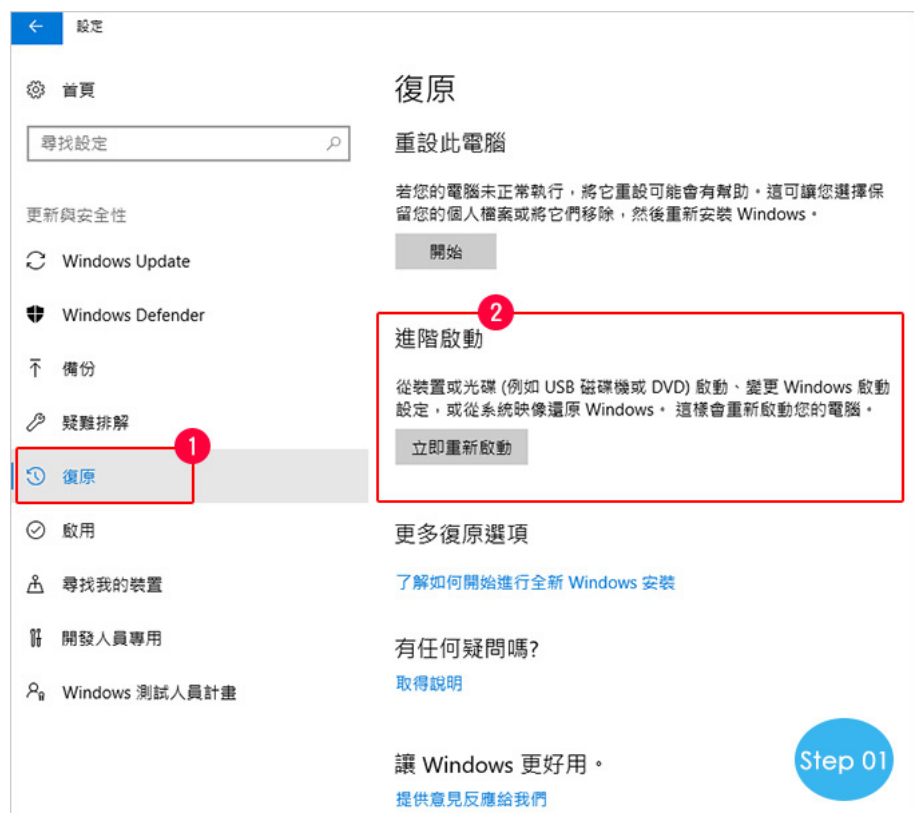 設定
首頁
尋找設定
更新與安全性
Windows Update
Windows Defender
備份
疑難排解
1
復原
啟用
尋找我的裝置
開發人員專用
Windows 測試人員計畫
復原
重設此電腦
若您的電腦未正常執行，將它重設可能會有幫助。這可讓您選擇保
留您的個人檔案或將它們移除，然後重新安裝 Windows。
開始
2
進階啟動
從裝置或光碟 (例如 USB 磁碟機或 DVD) 啟動、變更 Windows 啟動
設定，或從系統映像還原 Windows。 這樣會重新啟動您的電腦。
立即重新啟動
更多復原選項
了解如何開始進行全新 Windows 安裝
有任何疑問嗎?
取得說明
讓 Windows 更好用。
提供意見反應給我們
Step 01